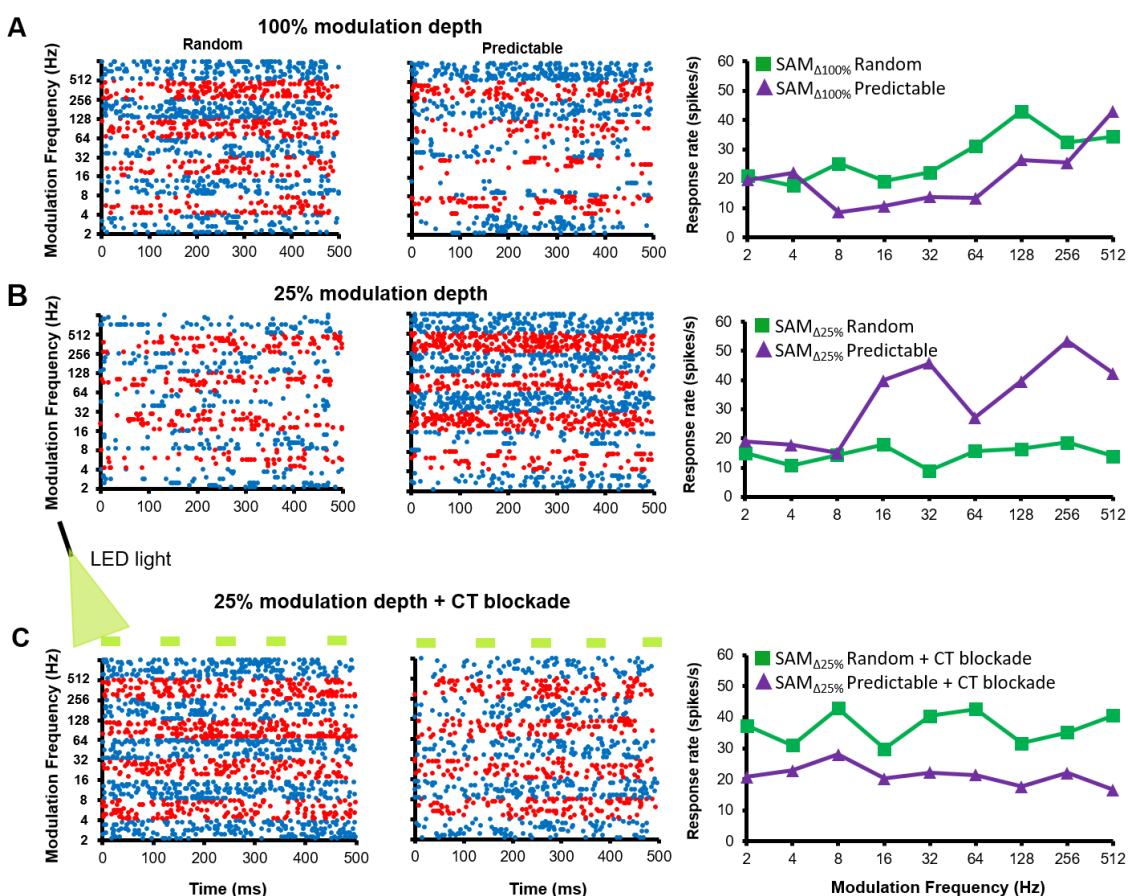 A
100% modulation depth
Random
Predictable
Modulation Frequency (Hz)
512
256
128
64
32
16
8
4
2
0 100 200 300 400 500
0 100 200 300 400 500
Response rate (spikes/s)
60
50
40
30
20
10
0
SAMΔ100% Random
SAMΔ100% Predictable
2 4 8 16 32 64 128 256 512
B
25% modulation depth
Modulation Frequency (Hz)
512
256
128
64
32
16
8
4
2
0 100 200 300 400 500
0 100 200 300 400 500
Response rate (spikes/s)
60
50
40
30
20
10
0
SAMΔ25% Random
SAMΔ25% Predictable
2 4 8 16 32 64 128 256 512
LED light
25% modulation depth + CT blockade
C
Modulation Frequency (Hz)
512
256
128
64
32
16
8
4
2
0 100 200 300 400 500
Time (ms)
0 100 200 300 400 500
Time (ms)
Response rate (spikes/s)
60
50
40
30
20
10
0
SAMΔ25% Random + CT blockade
SAMΔ25% Predictable + CT blockade
2 4 8 16 32 64 128 256 512
Modulation Frequency (Hz)